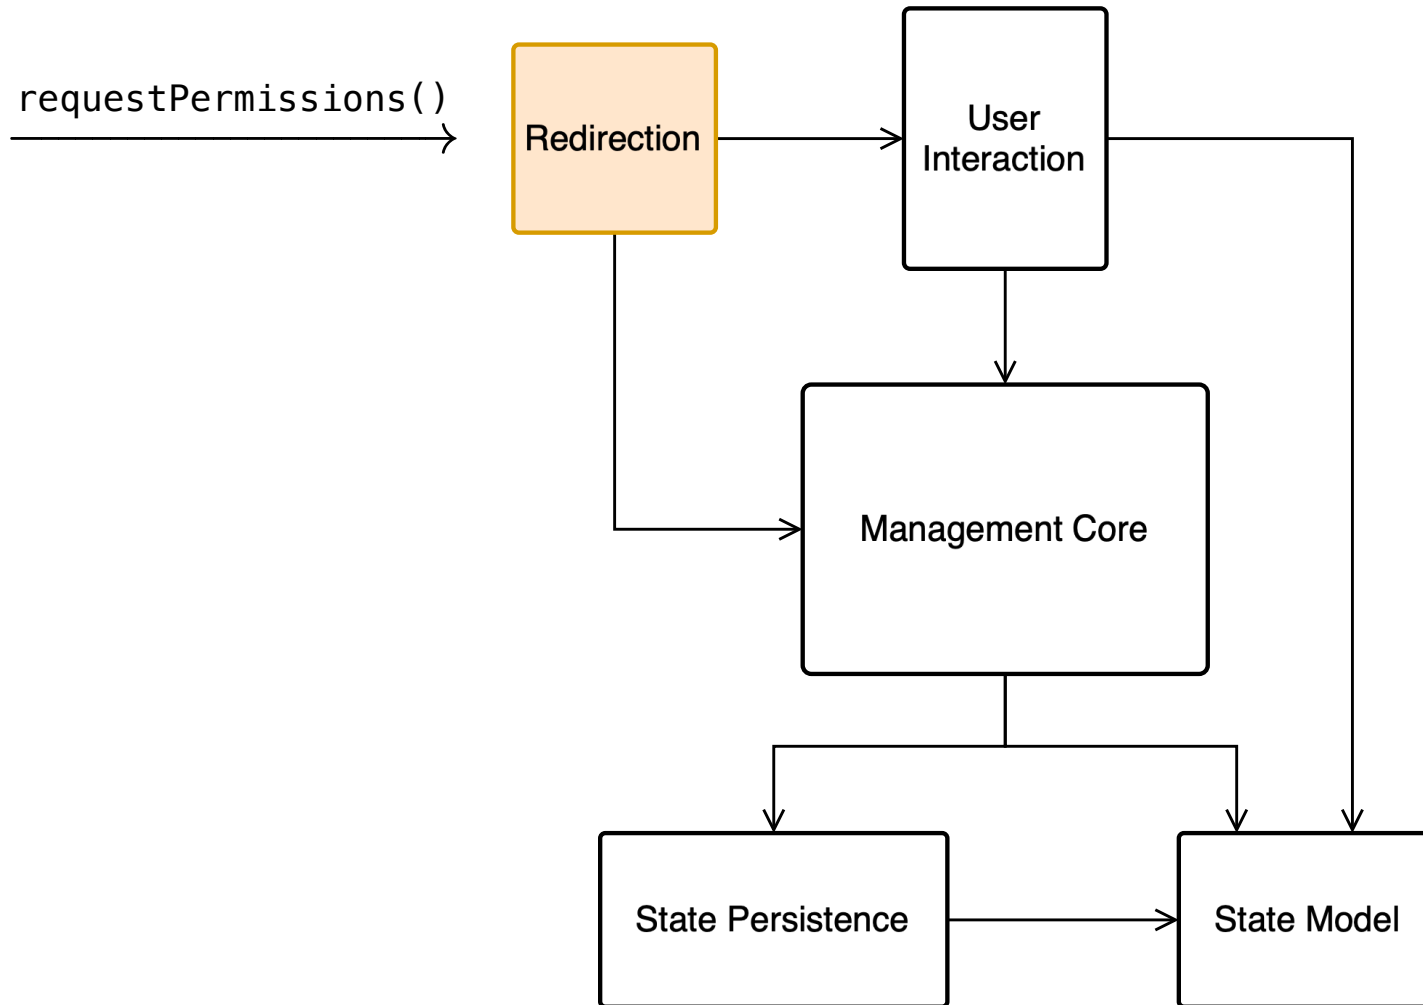 requestPermissions()
Redirection
User
Interaction
Management Core
State Persistence
State Model